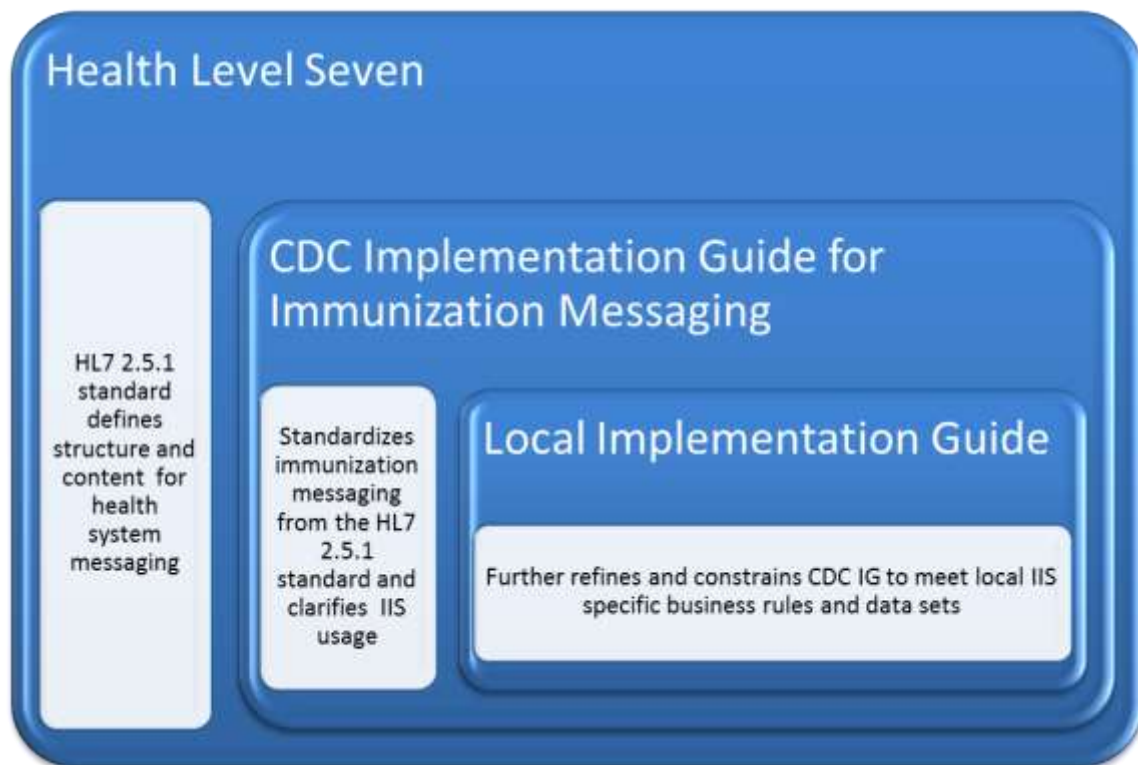 Health Level Seven
HL7 2.5.1
standard
defines
structure and
content for
health
system
messaging
CDC Implementation Guide for
Immunization Messaging
Standardizes
immunization
messaging
from the HL7
2.5.1
standard and
clarifies IIS
usage
Local Implementation Guide
Further refines and constrains CDC IG to meet local IIS
specific business rules and data sets